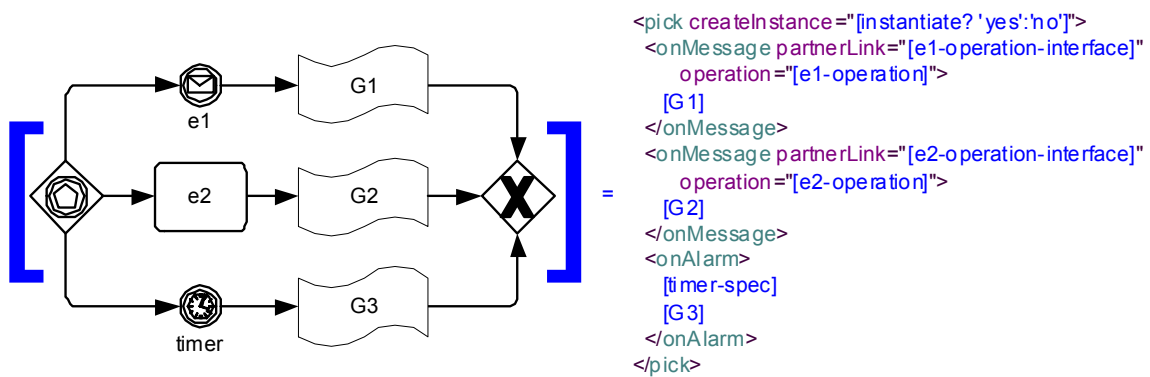 G1
e1
e2
G2
X
G3
timer
=
<pick createInstance="[instantiate? 'yes':'no']">
<onMessage partnerLink="[e1-operation-interface]"
operation="[e1-operation]">
[G1]
</onMessage>
<onMessage partnerLink="[e2-operation-interface]"
operation="[e2-operation]">
[G2]
</onMessage>
<onAlarm>
[timer-spec]
[G3]
</onAlarm>
</pick>